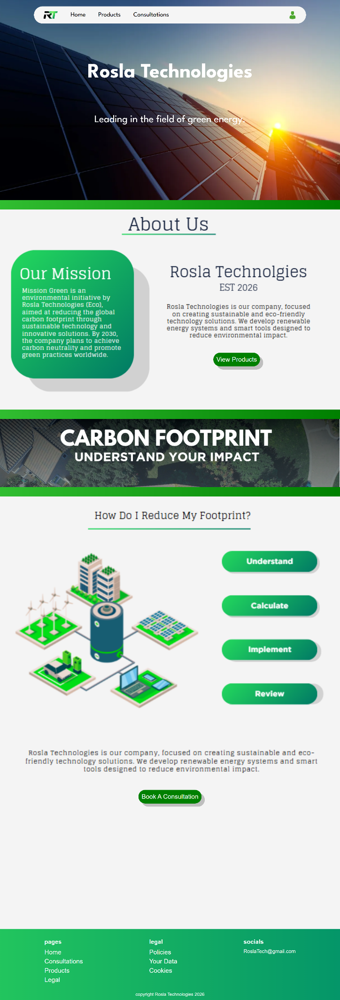 RT Home Products Consultations
Rosla Technologies
Leading in the field of green energy.
About Us
Our Mission
Mission Green is an
environmental initiative by
Rosla Technologies (Eco),
aimed at reducing the global
carbon footprint through
sustainable technology and
innovative solutions. By 2030,
the company plans to achieve
carbon neutrality and promote
green practices worldwide.
Rosla Technolgies
EST 2026
Rosla Technologies is our company, focused
on creating sustainable and eco-friendly
technology solutions. We develop renewable
energy systems and smart tools designed to
reduce environmental impact.
View Products
CARBON FOOTPRINT
UNDERSTAND YOUR IMPACT
How Do I Reduce My Footprint?
Understand
Calculate
Implement
Review
Rosla Technologies is our company, focused on creating sustainable and eco-
friendly technology solutions. We develop renewable energy systems and smart
tools designed to reduce environmental impact.
Book A Consultation
pages
Home
Consultations
Products
Legal
legal
Policies
Your Data
Cookies
socials
RoslaTech@gmail.com
copyright Rosla Technologies 2026